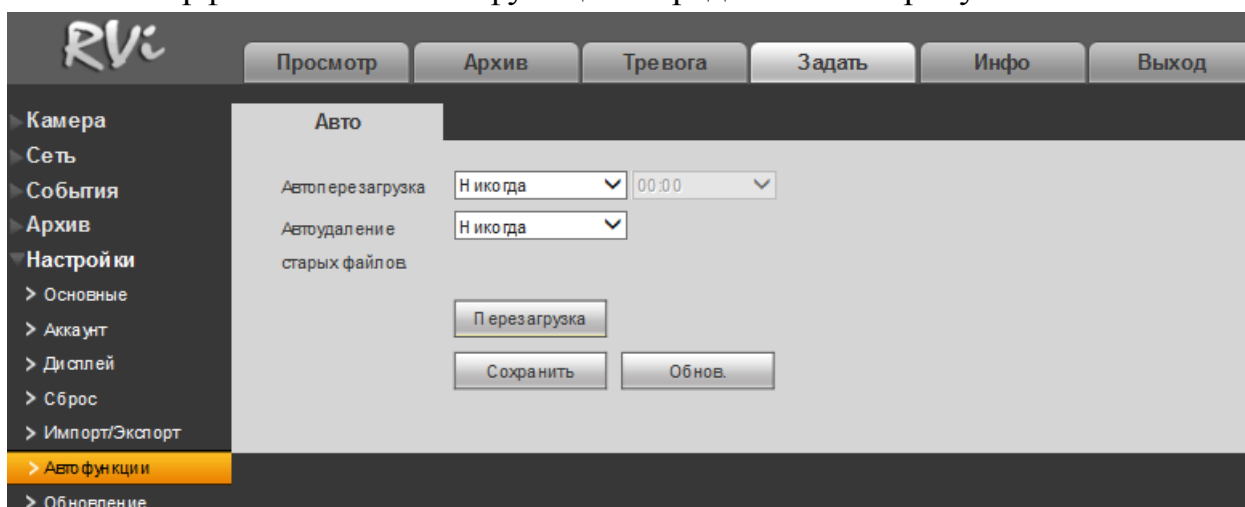 RVi
Просмотр Архив Тревога Задать Инфо Выход
Камера
Сеть
События
Архив
Настройки
> Основные
> Аккаунт
> Дисплей
> Сброс
> Импорт/Экспорт
> Автофункции
> Обновление
Авто
Автоперезагрузка Никогда 00:00
Автоудаление Никогда
старых файлов.
Перезагрузка
Сохранить Обнов.